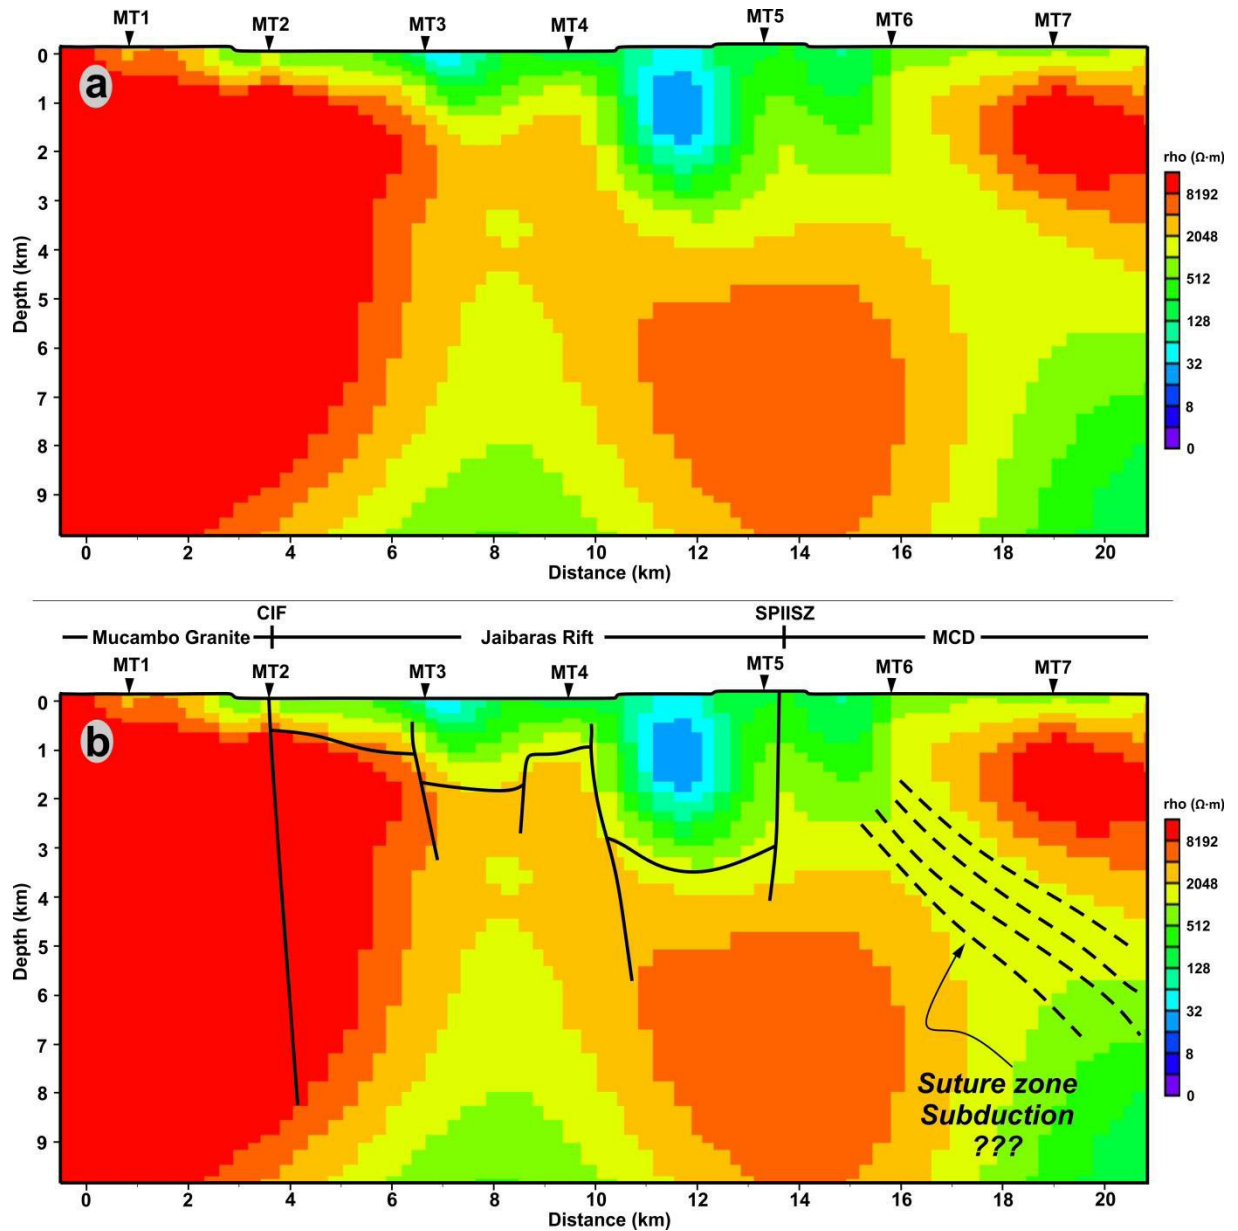 MT1 MT2 MT3 MT4 MT5 MT6 MT7
a
0
1
2
3
4
5
6
7
8
9
Depth (km)
0 2 4 6 8 10 12 14 16 18 20
Distance (km)
rho (Ω·m)
8192
2048
512
128
32
8
0
CIF SPIISZ
Mucambo Granite Jaibaras Rift MCD
MT1 MT2 MT3 MT4 MT5 MT6 MT7
b
0
1
2
3
4
5
6
7
8
9
Depth (km)
Suture zone
Subduction
???
0 2 4 6 8 10 12 14 16 18 20
Distance (km)
rho (Ω·m)
8192
2048
512
128
32
8
0